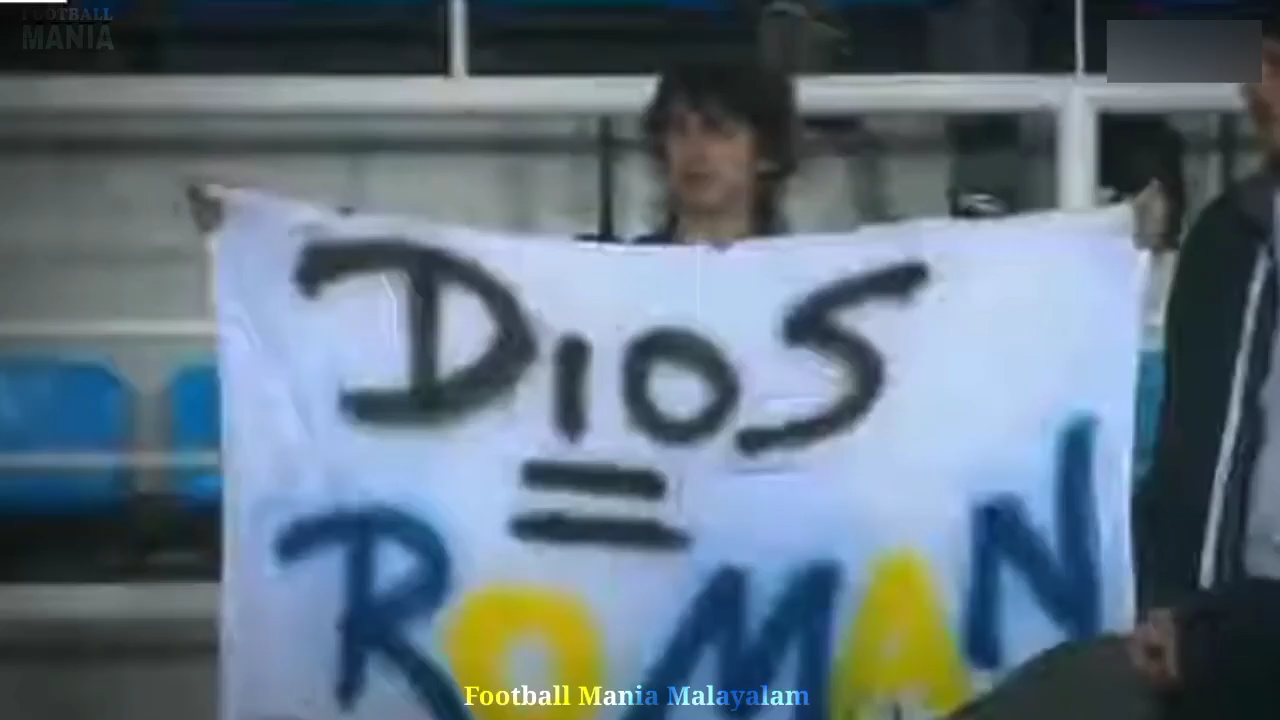 FOOTBALL
MANIA
DIOS
=
ROMAN
Football Mania Malayalam